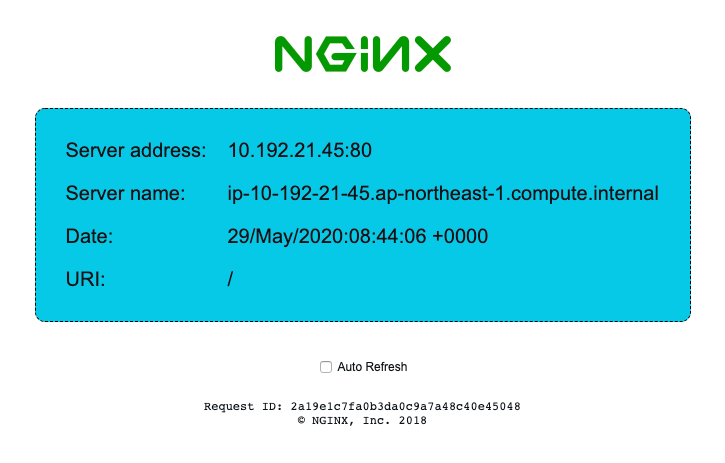 NGINX
Server address: 10.192.21.45:80
Server name: ip-10-192-21-45.ap-northeast-1.compute.internal
Date: 29/May/2020:08:44:06 +0000
URI: /
Auto Refresh
Request ID: 2a19e1c7fa0b3da0c9a7a48c40e45048
© NGINX, Inc. 2018